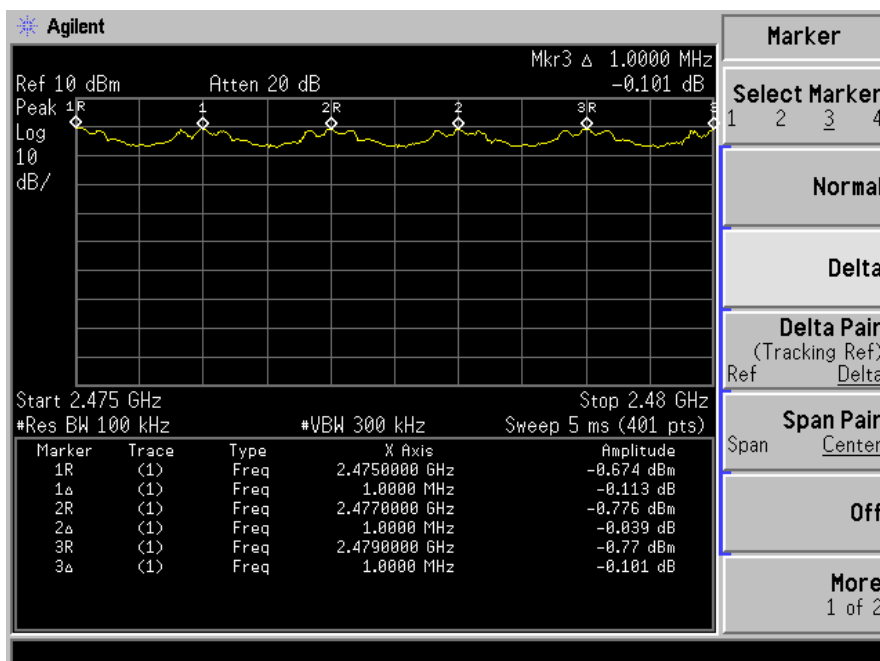 Agilent
Marker
Mkr3 Δ 1.0000 MHz
Ref 10 dBm Atten 20 dB -0.101 dB
Peak
Log
10
dB/
1R 1 2R 2 3R
Start 2.475 GHz Stop 2.48 GHz
#Res BW 100 kHz #VBW 300 kHz Sweep 5 ms (401 pts)
Marker Trace Type X Axis Amplitude
1R (1) Freq 2.4750000 GHz -0.674 dBm
1Δ (1) Freq 1.0000 MHz -0.113 dB
2R (1) Freq 2.4770000 GHz -0.776 dBm
2Δ (1) Freq 1.0000 MHz -0.039 dB
3R (1) Freq 2.4790000 GHz -0.77 dBm
3Δ (1) Freq 1.0000 MHz -0.101 dB
Select Marker
1 2 3 4
Normal
Delta
Delta Pair
(Tracking Ref)
Ref Delta
Span Pair
Span Center
Off
More
1 of 2